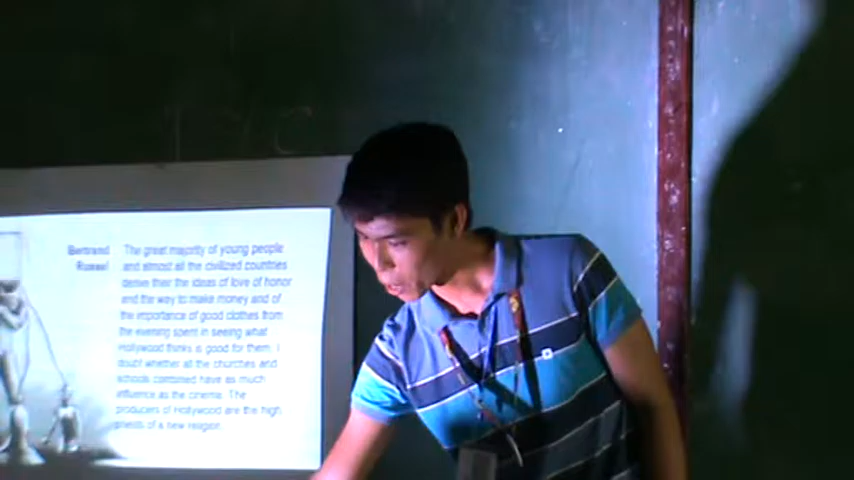 Bertrand
Russel
The great majority of young people
and almost all the civilized countries
derive their the ideas of love of honor
and the way to make money and of
the importance of good clothes from
the evening spent in seeing what
Hollywood thinks is good for them. I
doubt whether all the churches and
schools combined have as much
influence as the cinema. The
producers of Hollywood are the high
priests of a new religion.